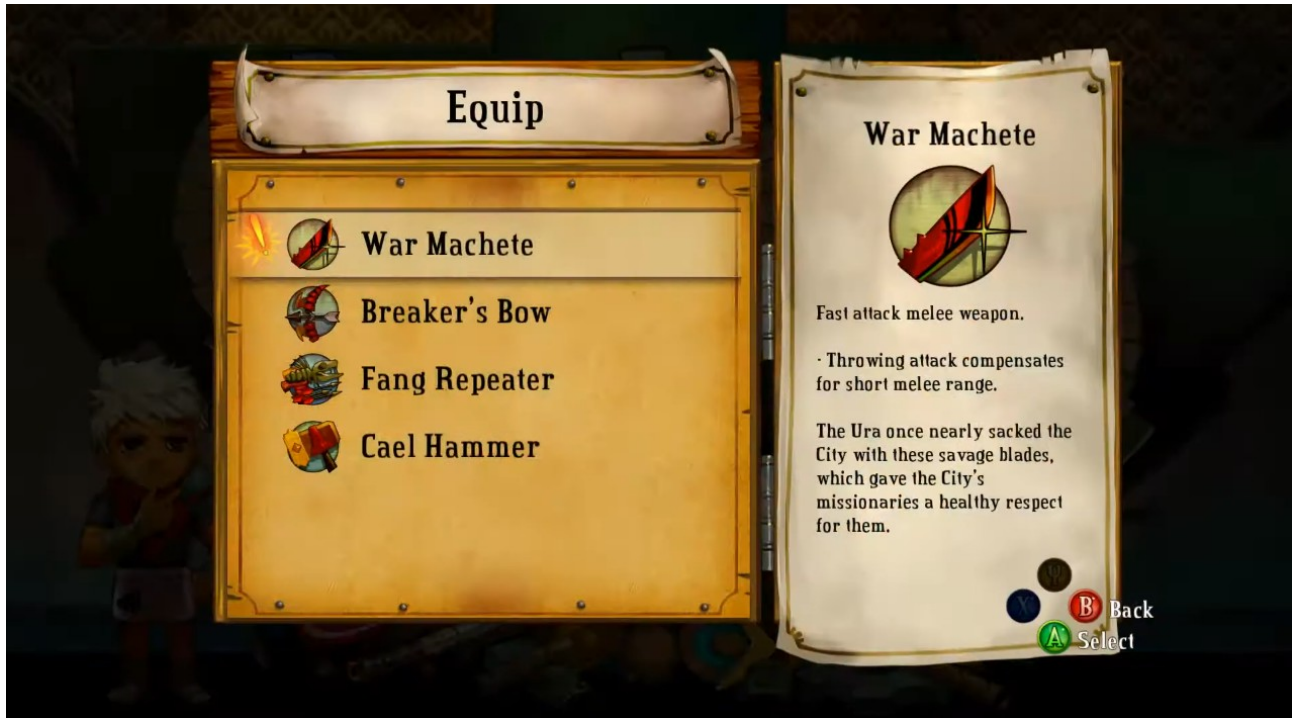 Equip
War Machete
Breaker's Bow
Fang Repeater
Cael Hammer
War Machete
Fast attack melee weapon.
· Throwing attack compensates
for short melee range.
The Ura once nearly sacked the
City with these savage blades,
which gave the City's
missionaries a healthy respect
for them.
X
B Back
A Select